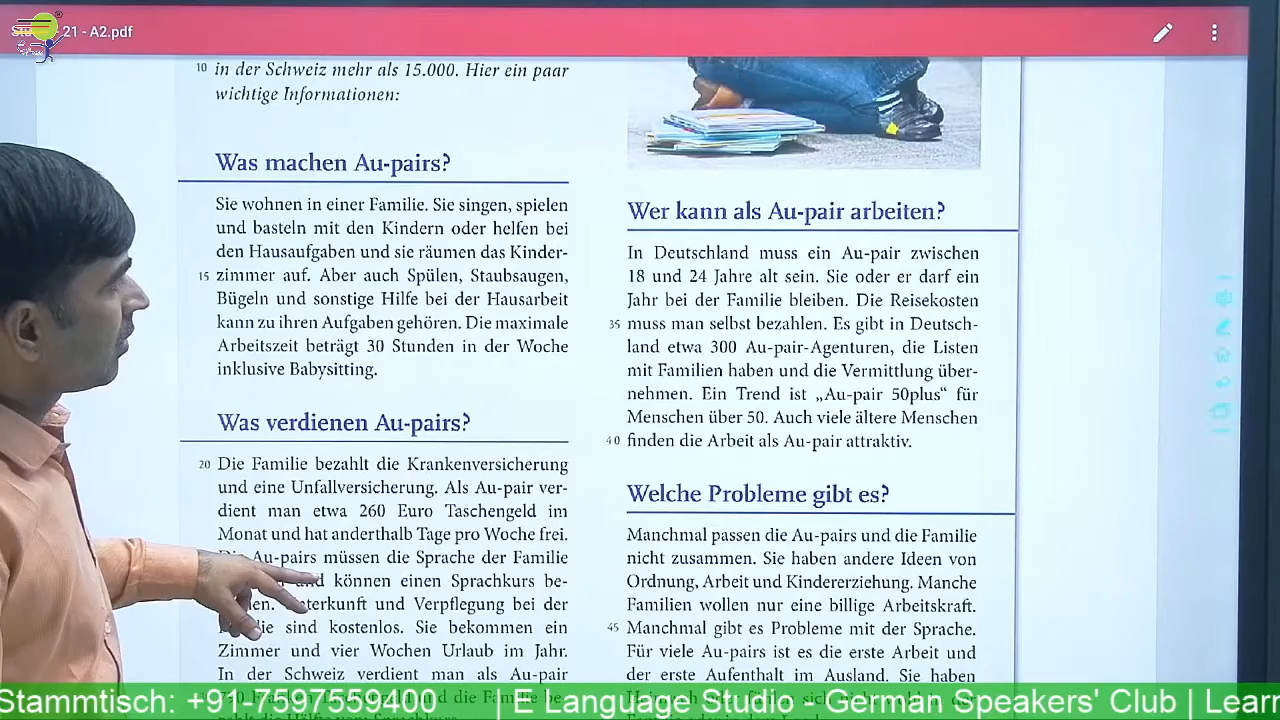 21 - A2.pdf
10 in der Schweiz mehr als 15.000. Hier ein paar
wichtige Informationen:
Was machen Au-pairs?
Sie wohnen in einer Familie. Sie singen, spielen
und basteln mit den Kindern oder helfen bei
den Hausaufgaben und sie räumen das Kinder-
15 zimmer auf. Aber auch Spülen, Staubsaugen,
Bügeln und sonstige Hilfe bei der Hausarbeit
kann zu ihren Aufgaben gehören. Die maximale
Arbeitszeit beträgt 30 Stunden in der Woche
inklusive Babysitting.
Was verdienen Au-pairs?
20 Die Familie bezahlt die Krankenversicherung
und eine Unfallversicherung. Als Au-pair ver-
dient man etwa 260 Euro Taschengeld im
Monat und hat anderthalb Tage pro Woche frei.
Au-pairs müssen die Sprache der Familie
und können einen Sprachkurs be-
und Verpflegung bei der
sind kostenlos. Sie bekommen ein
Zimmer und vier Wochen Urlaub im Jahr.
In der Schweiz verdient man als Au-pair
Wer kann als Au-pair arbeiten?
In Deutschland muss ein Au-pair zwischen
18 und 24 Jahre alt sein. Sie oder er darf ein
Jahr bei der Familie bleiben. Die Reisekosten
35 muss man selbst bezahlen. Es gibt in Deutsch-
land etwa 300 Au-pair-Agenturen, die Listen
mit Familien haben und die Vermittlung über-
nehmen. Ein Trend ist „Au-pair 50plus“ für
Menschen über 50. Auch viele ältere Menschen
40 finden die Arbeit als Au-pair attraktiv.
Welche Probleme gibt es?
Manchmal passen die Au-pairs und die Familie
nicht zusammen. Sie haben andere Ideen von
Ordnung, Arbeit und Kindererziehung. Manche
Familien wollen nur eine billige Arbeitskraft.
45 Manchmal gibt es Probleme mit der Sprache.
Für viele Au-pairs ist es die erste Arbeit und
der erste Aufenthalt im Ausland. Sie haben
Stammtisch: +91-7597559400 | E Language Studio - German Speakers' Club | Learn